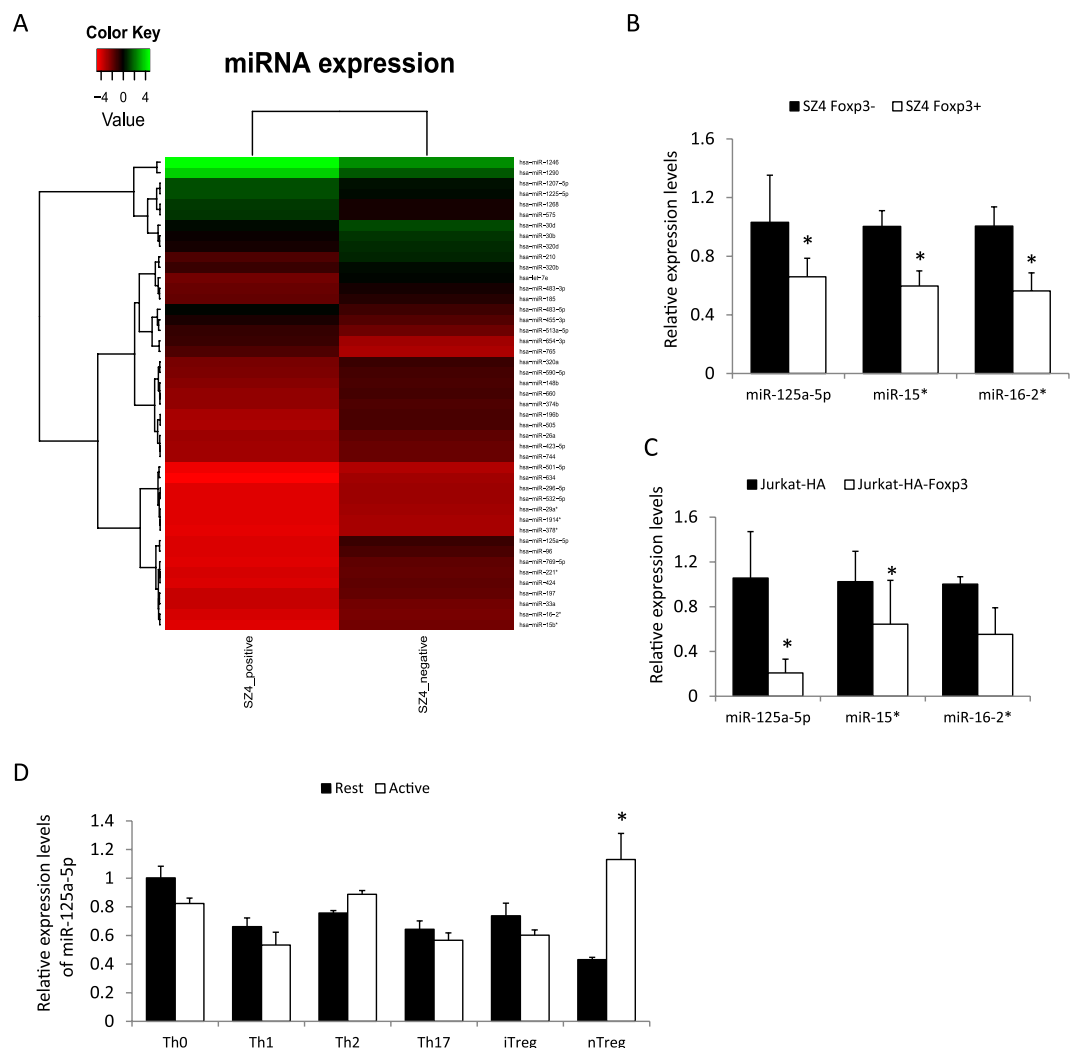 A
Color Key
−4 0 4
Value
miRNA expression
hsa−miR−1246
hsa−miR−1290
hsa−miR−1207−5p
hsa−miR−1225−5p
hsa−miR−1268
hsa−miR−575
hsa−miR−30d
hsa−miR−30b
hsa−miR−320d
hsa−miR−210
hsa−miR−320b
hsa−let−7e
hsa−miR−483−3p
hsa−miR−185
hsa−miR−483−5p
hsa−miR−455−3p
hsa−miR−513a−5p
hsa−miR−654−3p
hsa−miR−765
hsa−miR−320a
hsa−miR−590−5p
hsa−miR−148b
hsa−miR−660
hsa−miR−374b
hsa−miR−196b
hsa−miR−505
hsa−miR−26a
hsa−miR−423−5p
hsa−miR−744
hsa−miR−501−5p
hsa−miR−634
hsa−miR−296−5p
hsa−miR−532−5p
hsa−miR−29a*
hsa−miR−1914*
hsa−miR−378*
hsa−miR−125a−5p
hsa−miR−96
hsa−miR−769−5p
hsa−miR−221*
hsa−miR−424
hsa−miR−197
hsa−miR−33a
hsa−miR−16−2*
hsa−miR−15b*
SZ4_positive
SZ4_negative
B
SZ4 Foxp3- SZ4 Foxp3+
Relative expression levels
1.6
1.2
0.8
0.4
0
* * *
miR-125a-5p miR-15* miR-16-2*
C
Jurkat-HA Jurkat-HA-Foxp3
Relative expression levels
1.6
1.2
0.8
0.4
0
* *
miR-125a-5p miR-15* miR-16-2*
D
Rest Active
Relative expression levels
of miR-125a-5p
1.4
1.2
1
0.8
0.6
0.4
0.2
0
*
Th0 Th1 Th2 Th17 iTreg nTreg